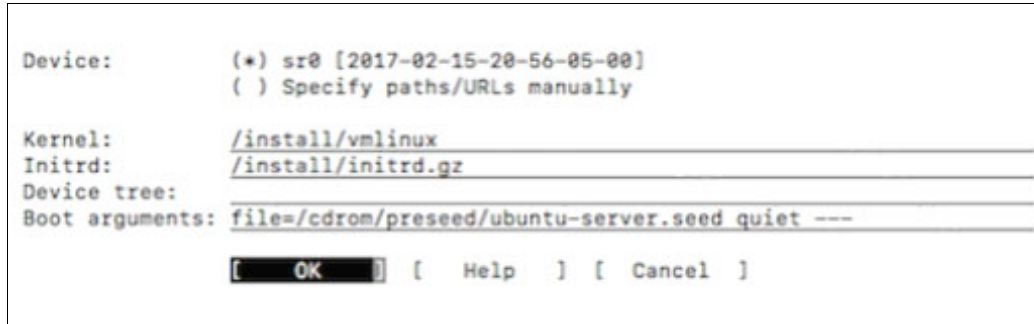 Device: (*) sr0 [2017-02-15-20-56-05-00]
( ) Specify paths/URLs manually
Kernel: /install/vmlinux
Initrd: /install/initrd.gz
Device tree:
Boot arguments: file=/cdrom/preseed/ubuntu-server.seed quiet ---
[ OK ] [ Help ] [ Cancel ]